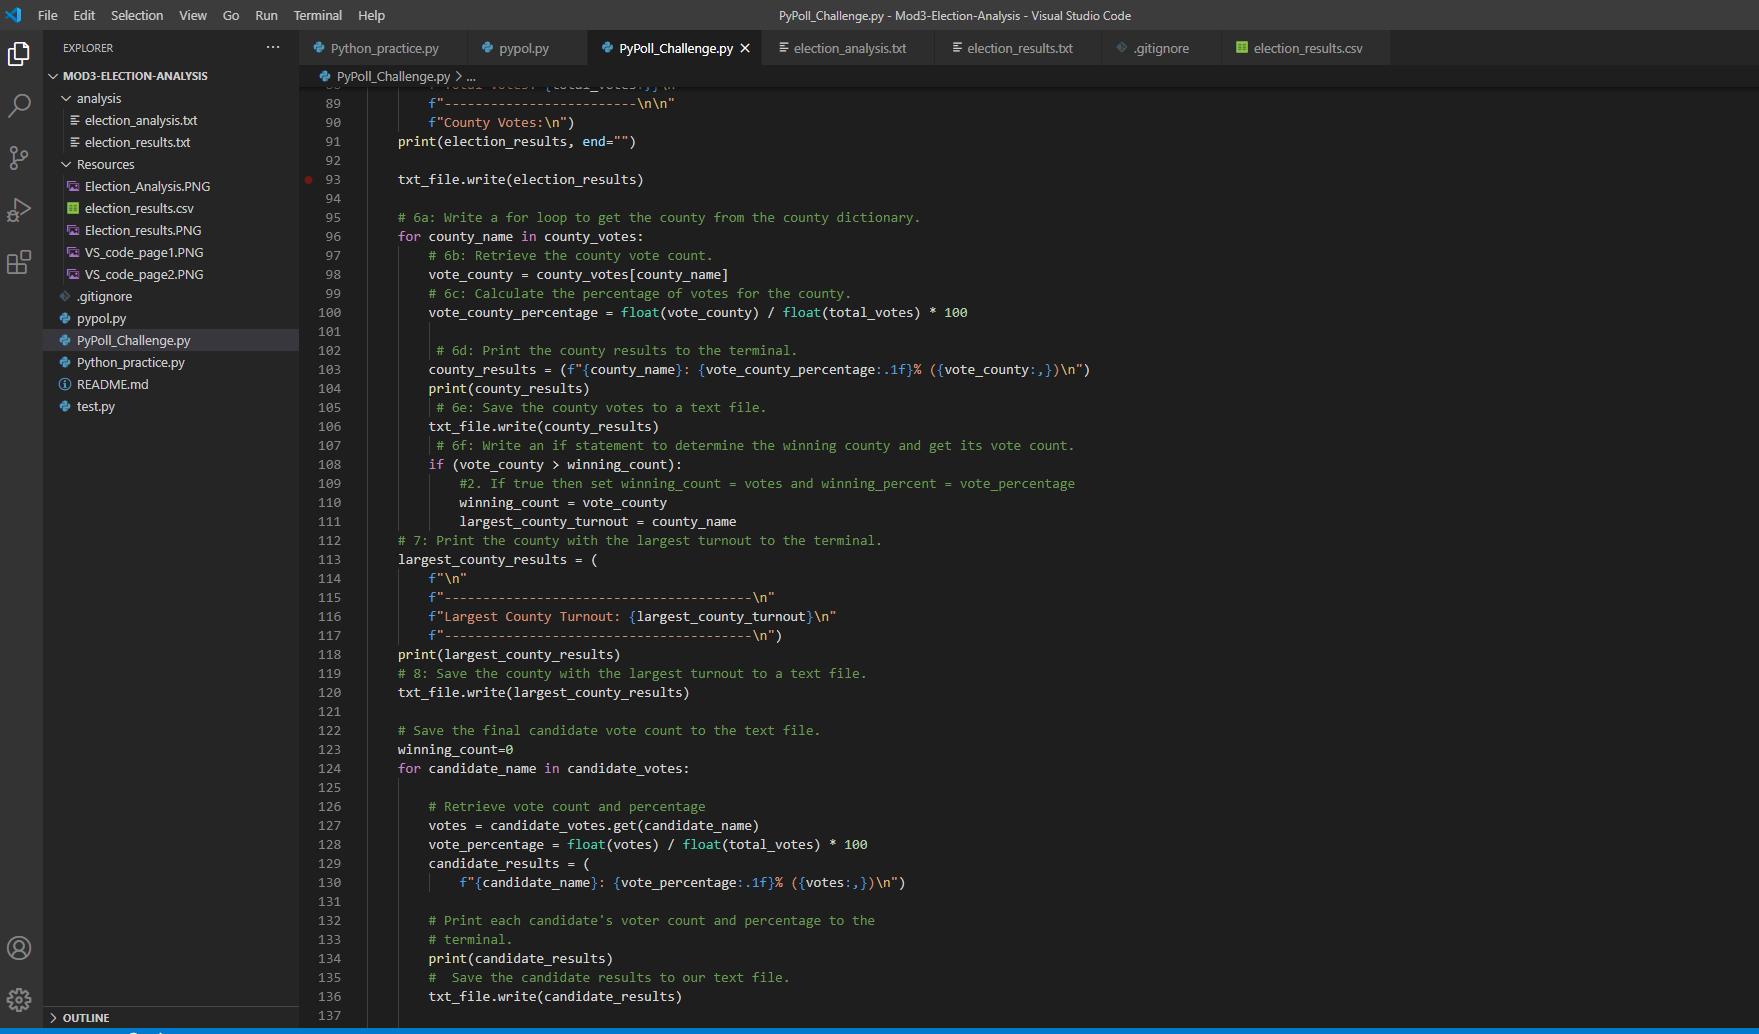 File Edit Selection View Go Run Terminal Help
PyPoll_Challenge.py - Mod3-Election-Analysis - Visual Studio Code
EXPLORER ···
MOD3-ELECTION-ANALYSIS
analysis
election_analysis.txt
election_results.txt
Resources
Election_Analysis.PNG
election_results.csv
Election_results.PNG
VS_code_page1.PNG
VS_code_page2.PNG
.gitignore
pypol.py
PyPoll_Challenge.py
Python_practice.py
README.md
test.py
OUTLINE
Python_practice.py pypol.py PyPoll_Challenge.py × election_analysis.txt election_results.txt .gitignore election_results.csv
PyPoll_Challenge.py > ...
89 f"-------------------------\n\n"
90 f"County Votes:\n")
91 print(election_results, end="")
92
93 txt_file.write(election_results)
94
95 # 6a: Write a for loop to get the county from the county dictionary.
96 for county_name in county_votes:
97 # 6b: Retrieve the county vote count.
98 vote_county = county_votes[county_name]
99 # 6c: Calculate the percentage of votes for the county.
100 vote_county_percentage = float(vote_county) / float(total_votes) * 100
101
102 # 6d: Print the county results to the terminal.
103 county_results = (f"{county_name}: {vote_county_percentage:.1f}% ({vote_county:,})\n")
104 print(county_results)
105 # 6e: Save the county votes to a text file.
106 txt_file.write(county_results)
107 # 6f: Write an if statement to determine the winning county and get its vote count.
108 if (vote_county > winning_count):
109 #2. If true then set winning_count = votes and winning_percent = vote_percentage
110 winning_count = vote_county
111 largest_county_turnout = county_name
112 # 7: Print the county with the largest turnout to the terminal.
113 largest_county_results = (
114 f"\n"
115 f"----------------------------------------\n"
116 f"Largest County Turnout: {largest_county_turnout}\n"
117 f"----------------------------------------\n")
118 print(largest_county_results)
119 # 8: Save the county with the largest turnout to a text file.
120 txt_file.write(largest_county_results)
121
122 # Save the final candidate vote count to the text file.
123 winning_count=0
124 for candidate_name in candidate_votes:
125
126 # Retrieve vote count and percentage
127 votes = candidate_votes.get(candidate_name)
128 vote_percentage = float(votes) / float(total_votes) * 100
129 candidate_results = (
130 f"{candidate_name}: {vote_percentage:.1f}% ({votes:,})\n")
131
132 # Print each candidate's voter count and percentage to the
133 # terminal.
134 print(candidate_results)
135 #  Save the candidate results to our text file.
136 txt_file.write(candidate_results)
137